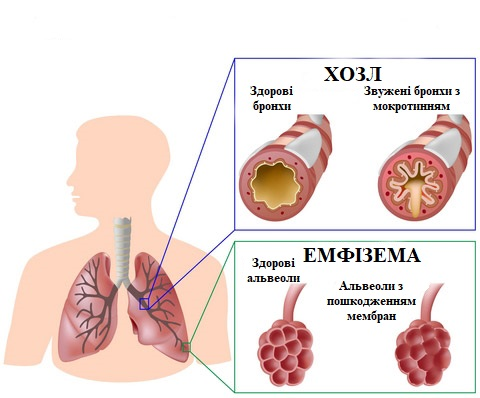 ХОЗЛ
Здорові
бронхи
Звужені бронхи з
мокротинням
ЕМФІЗЕМА
Здорові
альвеоли
Альвеоли з
пошкодженням
мембран